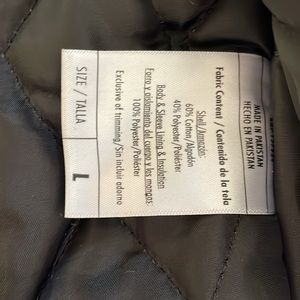 MADE IN PAKISTAN
HECHO EN PAKISTAN
Fabric Content / Contenido de la tela
Shell/Armazón:
60% Cotton/Algodón
40% Polyester/Poliéster
Body & Sleeve Lining & Insulation
Forro y aislamiento del cuerpo y las mangas:
100% Polyester/Poliéster
Exclusive of trimming/Sin incluir adorno
SIZE / TALLA L